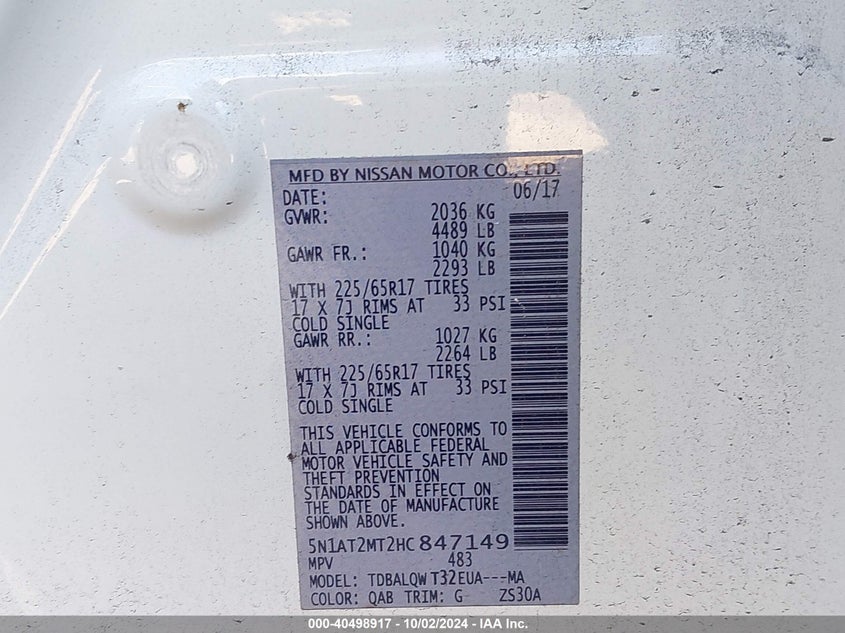 MFD BY NISSAN MOTOR CO., LTD.
DATE: 06/17
GVWR: 2036 KG
4489 LB
GAWR FR.: 1040 KG
2293 LB
WITH 225/65R17 TIRES
17 X 7J RIMS AT 33 PSI
COLD SINGLE
GAWR RR.: 1027 KG
2264 LB
WITH 225/65R17 TIRES
17 X 7J RIMS AT 33 PSI
COLD SINGLE
THIS VEHICLE CONFORMS TO
ALL APPLICABLE FEDERAL
MOTOR VEHICLE SAFETY AND
THEFT PREVENTION
STANDARDS IN EFFECT ON
THE DATE OF MANUFACTURE
SHOWN ABOVE.
5N1AT2MT2HC847149
MPV 483
MODEL: TDBALQW T32EUA---MA
COLOR: QAB TRIM: G ZS30A
000-40498917 - 10/02/2024 - IAA Inc.